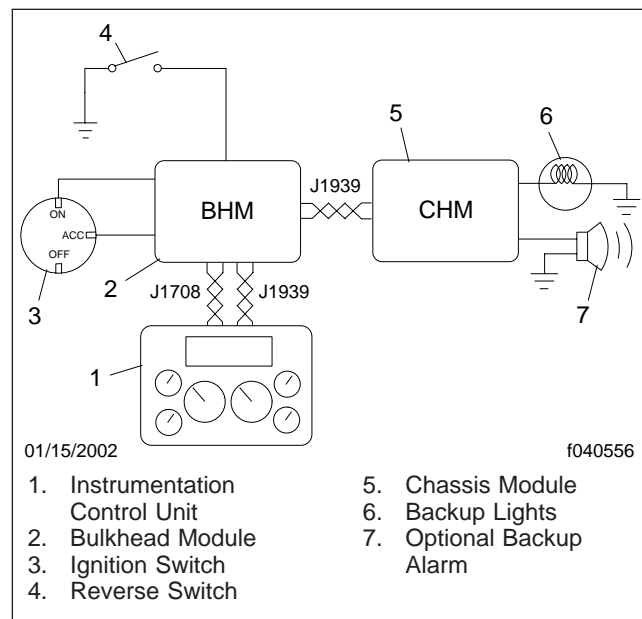 4
5
6
J1939
ON
BHM
CHM
ACC
OFF
J1708
J1939
3
2
7
1
01/15/2002
f040556
1. Instrumentation
Control Unit
2. Bulkhead Module
3. Ignition Switch
4. Reverse Switch
5. Chassis Module
6. Backup Lights
7. Optional Backup
Alarm